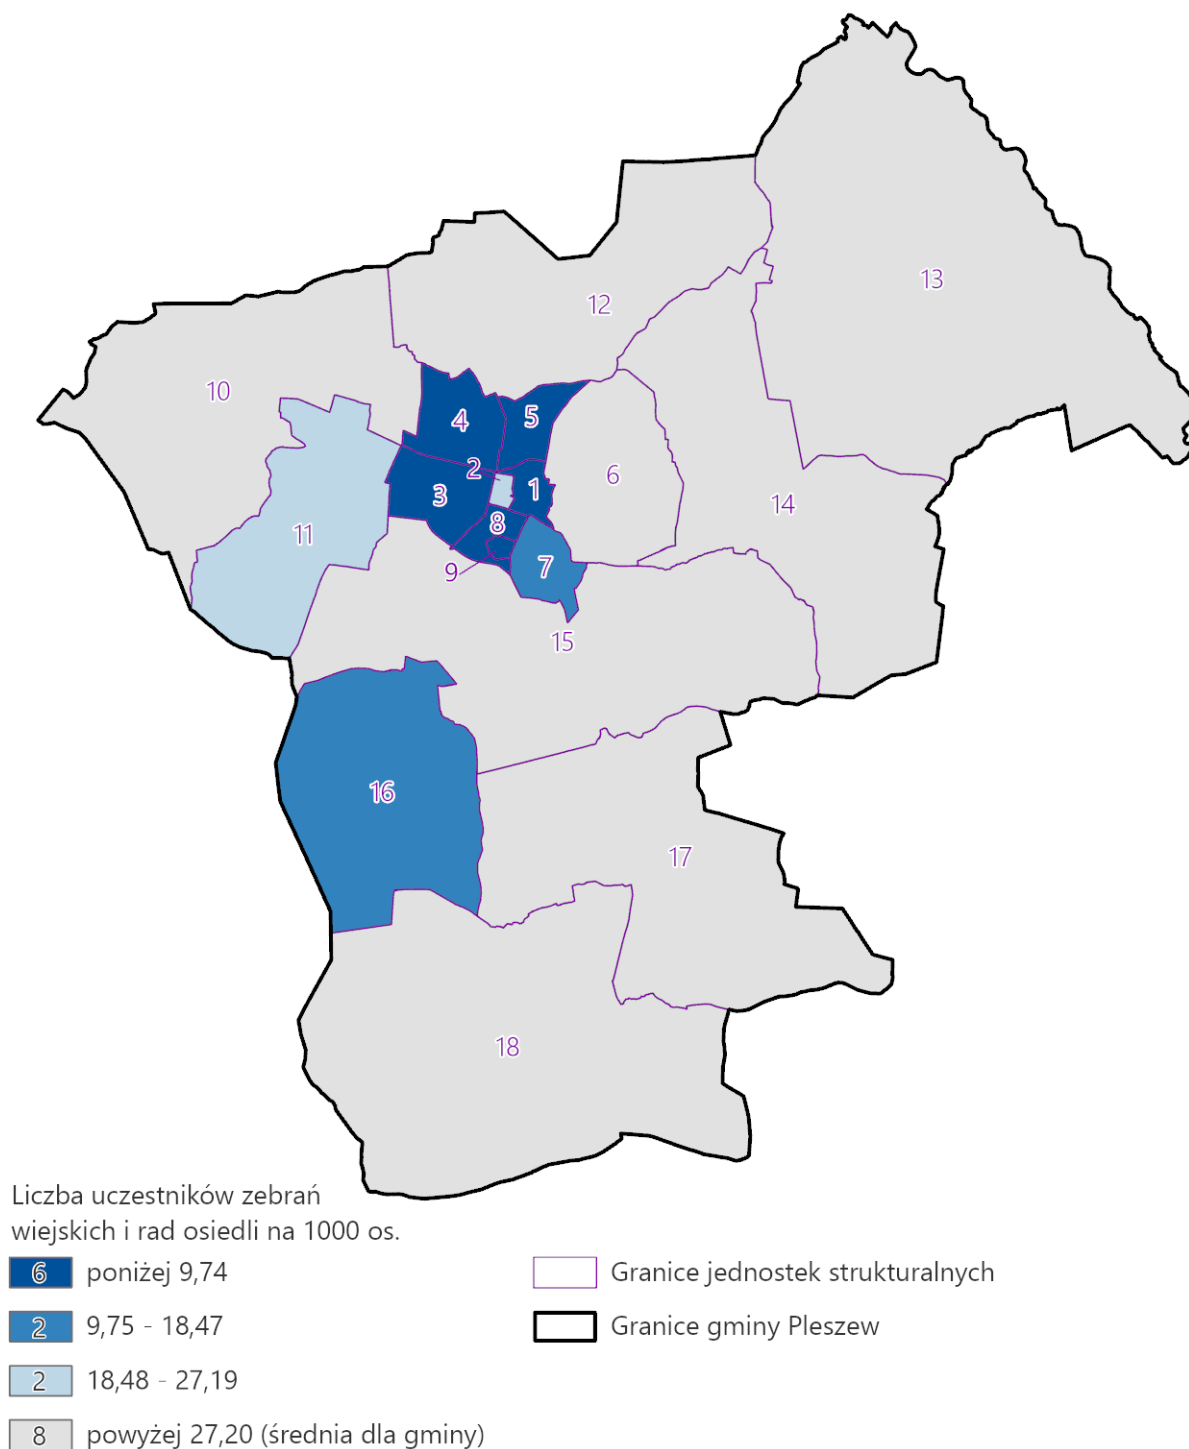 13
12
10
4
5
2
6
3
1
14
11
8
7
9
15
16
17
18
Liczba uczestników zebrań
wiejskich i rad osiedli na 1000 os.
6 poniżej 9,74
Granice jednostek strukturalnych
2 9,75 - 18,47
Granice gminy Pleszew
2 18,48 - 27,19
8 powyżej 27,20 (średnia dla gminy)